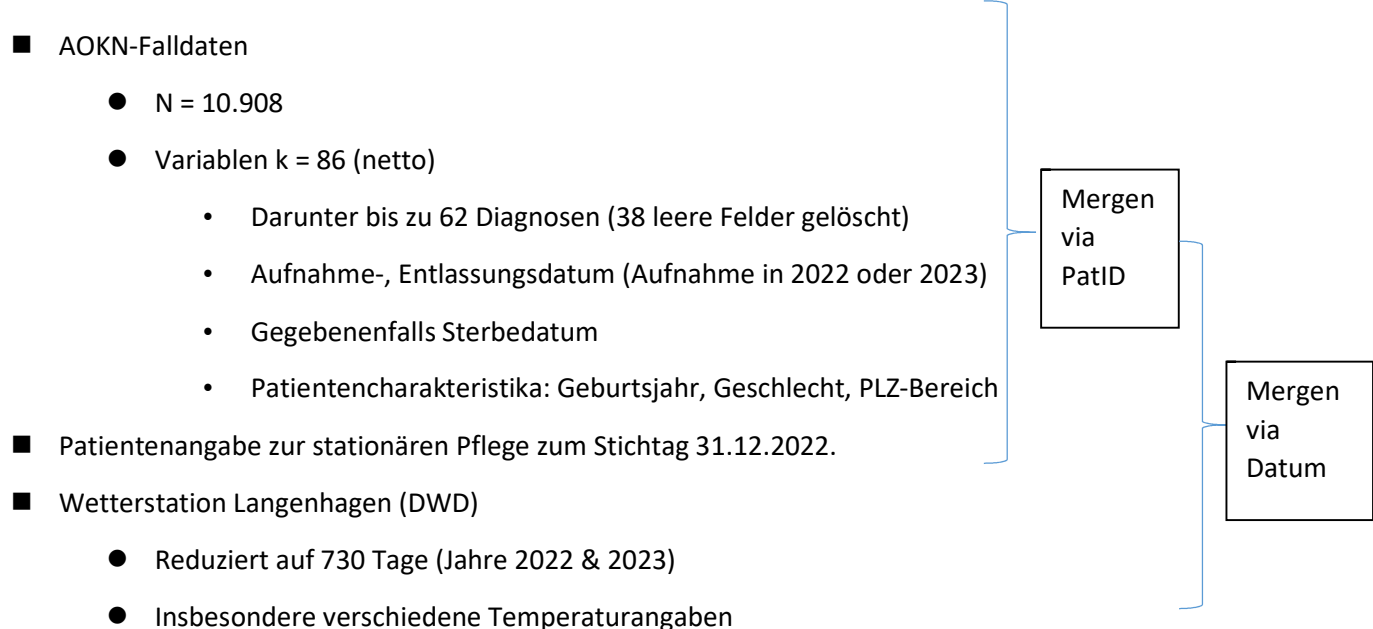 ■ AOKN-Falldaten
● N = 10.908
● Variablen k = 86 (netto)
• Darunter bis zu 62 Diagnosen (38 leere Felder gelöscht)
• Aufnahme-, Entlassungsdatum (Aufnahme in 2022 oder 2023)
• Gegebenenfalls Sterbedatum
• Patientencharakteristika: Geburtsjahr, Geschlecht, PLZ-Bereich
■ Patientenangabe zur stationären Pflege zum Stichtag 31.12.2022.
■ Wetterstation Langenhagen (DWD)
● Reduziert auf 730 Tage (Jahre 2022 & 2023)
● Insbesondere verschiedene Temperaturangaben
Mergen
via
PatID
Mergen
via
Datum